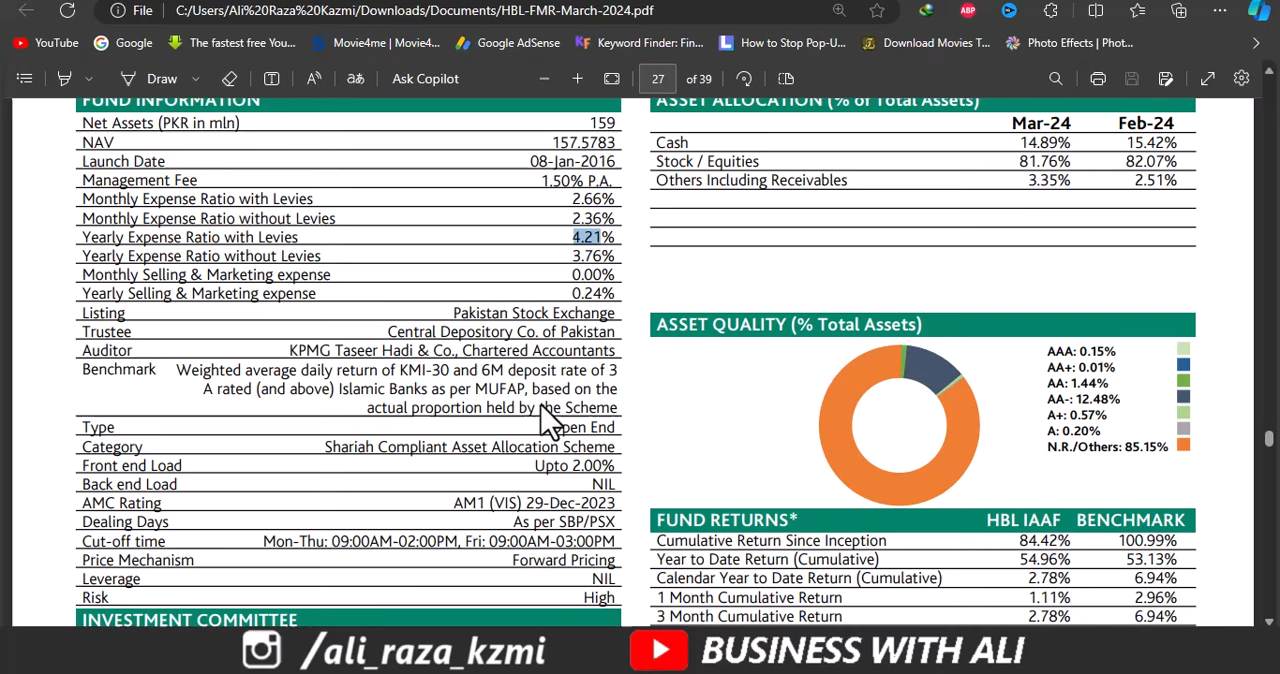 File
C:/Users/Ali%20Raza%20Kazmi/Downloads/Documents/HBL-FMR-March-2024.pdf
ABP
YouTube
Google
The fastest free You...
Movie4me | Movie4...
Google AdSense
Keyword Finder: Fin...
How to Stop Pop-U...
Download Movies T...
Photo Effects | Phot...
Draw
Ask Copilot
27 of 39
FUND INFORMATION
Net Assets (PKR in mln) 159
NAV 157.5783
Launch Date 08-Jan-2016
Management Fee 1.50% P.A.
Monthly Expense Ratio with Levies 2.66%
Monthly Expense Ratio without Levies 2.36%
Yearly Expense Ratio with Levies 4.21%
Yearly Expense Ratio without Levies 3.76%
Monthly Selling & Marketing expense 0.00%
Yearly Selling & Marketing expense 0.24%
Listing Pakistan Stock Exchange
Trustee Central Depository Co. of Pakistan
Auditor KPMG Taseer Hadi & Co., Chartered Accountants
Benchmark Weighted average daily return of KMI-30 and 6M deposit rate of 3
A rated (and above) Islamic Banks as per MUFAP, based on the
actual proportion held by the Scheme
Type Open End
Category Shariah Compliant Asset Allocation Scheme
Front end Load Upto 2.00%
Back end Load NIL
AMC Rating AM1 (VIS) 29-Dec-2023
Dealing Days As per SBP/PSX
Cut-off time Mon-Thu: 09:00AM-02:00PM, Fri: 09:00AM-03:00PM
Price Mechanism Forward Pricing
Leverage NIL
Risk High
INVESTMENT COMMITTEE
ASSET ALLOCATION (% of Total Assets)
Mar-24 Feb-24
Cash 14.89% 15.42%
Stock / Equities 81.76% 82.07%
Others Including Receivables 3.35% 2.51%
ASSET QUALITY (% Total Assets)
AAA: 0.15%
AA+: 0.01%
AA: 1.44%
AA-: 12.48%
A+: 0.57%
A: 0.20%
N.R./Others: 85.15%
FUND RETURNS* HBL IAAF BENCHMARK
Cumulative Return Since Inception 84.42% 100.99%
Year to Date Return (Cumulative) 54.96% 53.13%
Calendar Year to Date Return (Cumulative) 2.78% 6.94%
1 Month Cumulative Return 1.11% 2.96%
3 Month Cumulative Return 2.78% 6.94%
/ali_raza_kzmi
BUSINESS WITH ALI